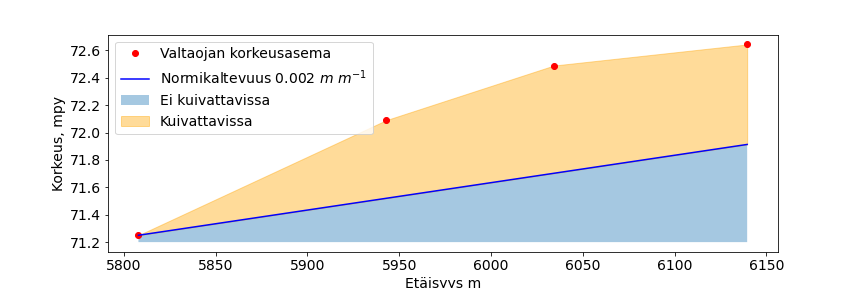 72.6
72.4
72.2
72.0
71.8
71.6
71.4
71.2
Korkeus, mpy
Valtaojan korkeusasema
Normikaltevuus 0.002 m m⁻¹
Ei kuivattavissa
Kuivattavissa
5800 5850 5900 5950 6000 6050 6100 6150
Etäisyys m